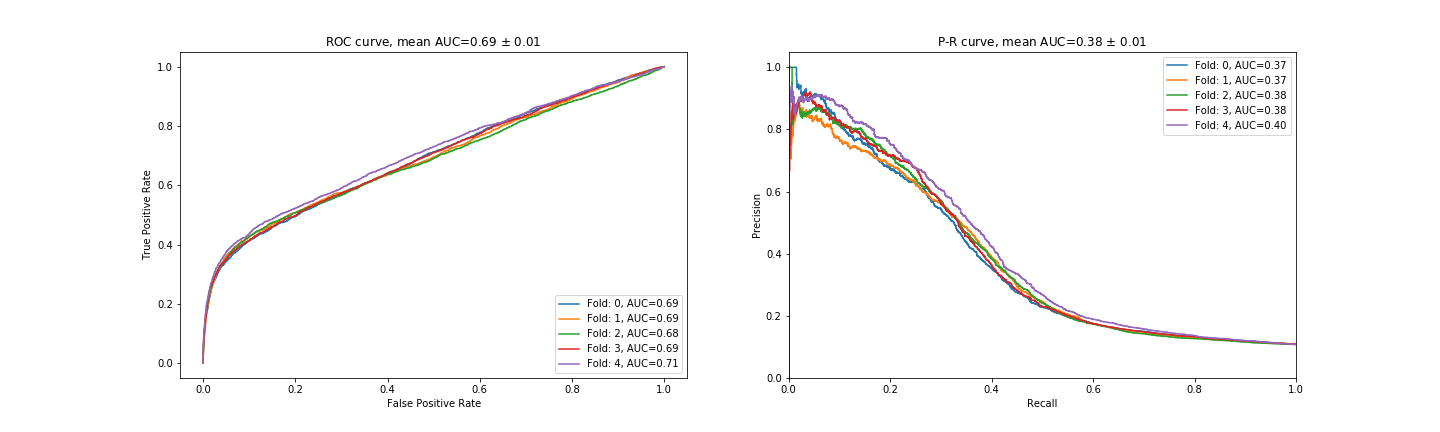 ROC curve, mean AUC=0.69 ± 0.01
True Positive Rate
1.0
0.8
0.6
0.4
0.2
0.0
Fold: 0, AUC=0.69
Fold: 1, AUC=0.69
Fold: 2, AUC=0.68
Fold: 3, AUC=0.69
Fold: 4, AUC=0.71
0.0 0.2 0.4 0.6 0.8 1.0
False Positive Rate
P-R curve, mean AUC=0.38 ± 0.01
Precision
1.0
0.8
0.6
0.4
0.2
0.0
Fold: 0, AUC=0.37
Fold: 1, AUC=0.37
Fold: 2, AUC=0.38
Fold: 3, AUC=0.38
Fold: 4, AUC=0.40
0.0 0.2 0.4 0.6 0.8 1.0
Recall